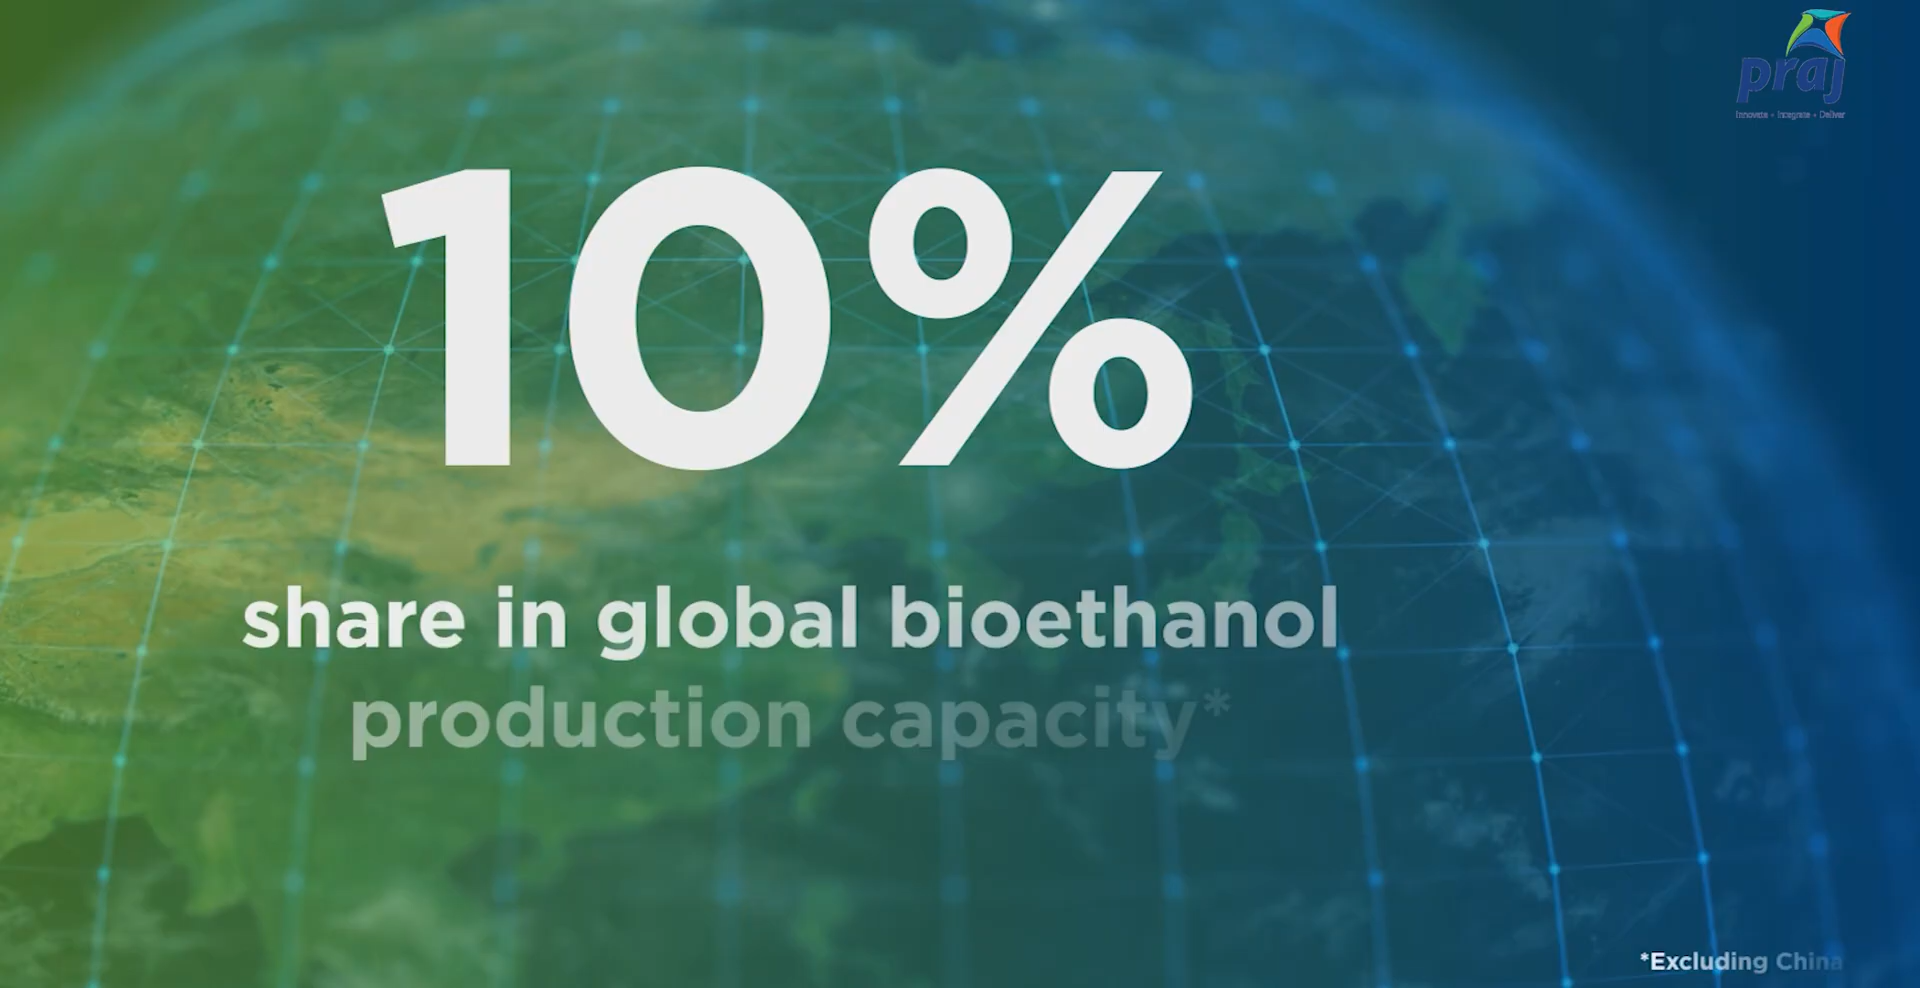 praj
Innovate • Integrate • Deliver
10%
share in global bioethanol
production capacity*
*Excluding China